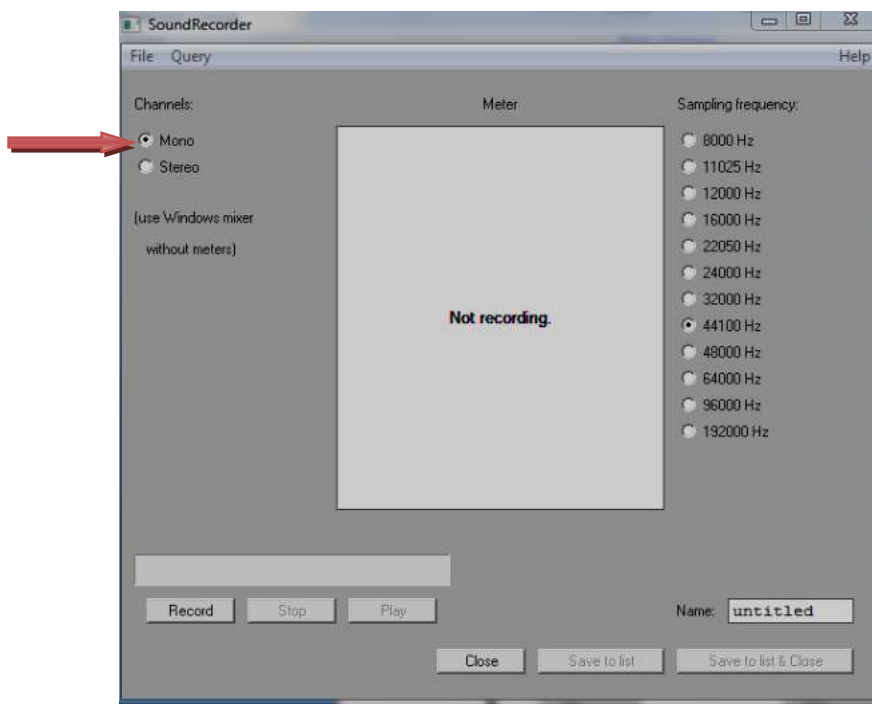 SoundRecorder
File Query Help
Channels:
Mono
Stereo
(use Windows mixer
without meters)
Meter
Not recording.
Sampling frequency:
8000 Hz
11025 Hz
12000 Hz
16000 Hz
22050 Hz
24000 Hz
32000 Hz
44100 Hz
48000 Hz
64000 Hz
96000 Hz
192000 Hz
Record Stop Play
Name: untitled
Close Save to list Save to list & Close